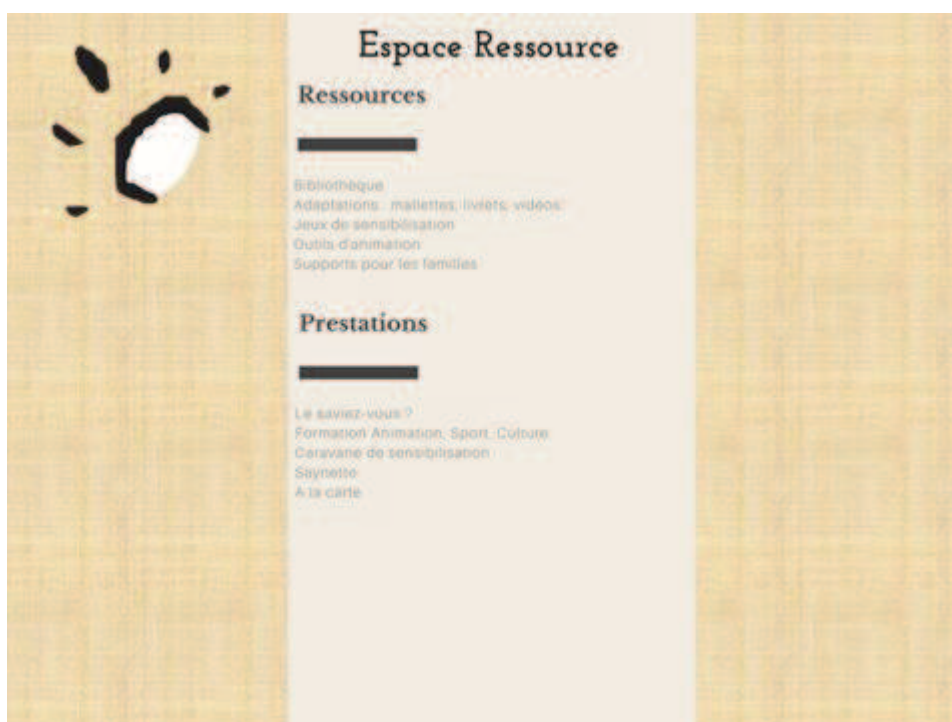 Espace Ressource
Ressources
Bibliothèque
Adaptations : mallettes, livrets, vidéos.
Jeux de sensibilisation
Outils d'animation
Supports pour les familles
Prestations
Le saviez-vous ?
Formation Animation, Sport, Culture
Caravane de sensibilisation
Saynette
A la carte